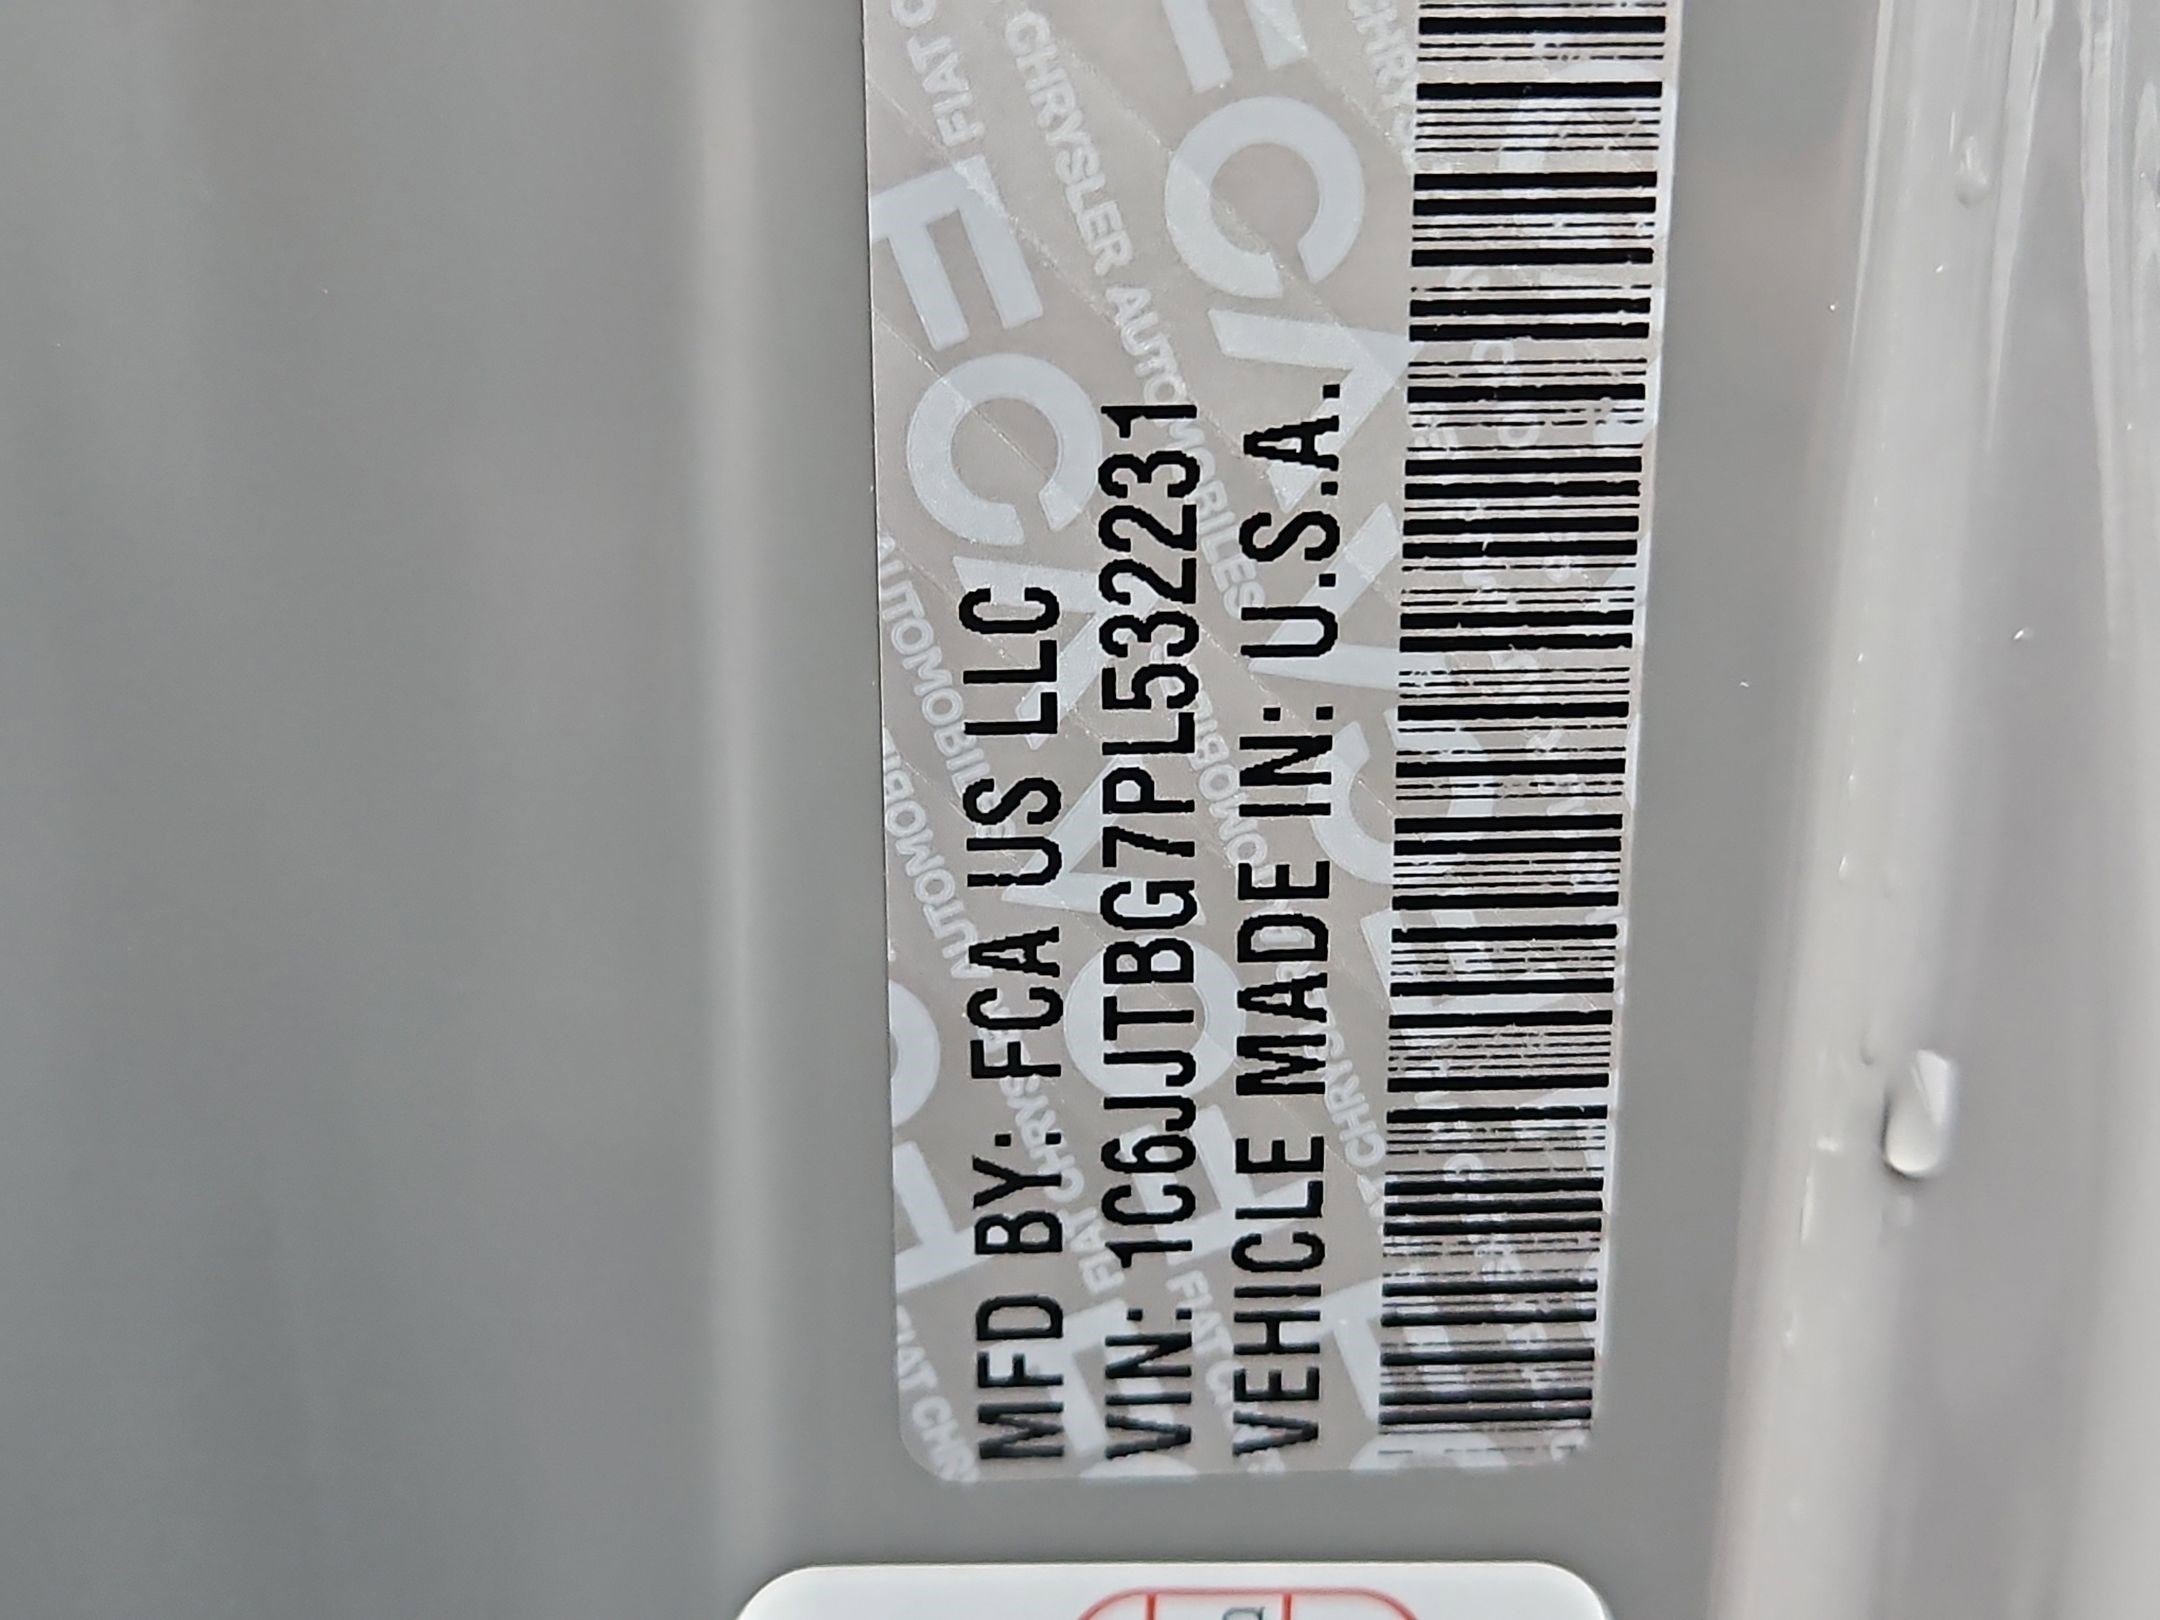 MFD BY: FCA US LLC
VIN: 1C6JJTBG7PL532231
VEHICLE MADE IN: U.S.A.